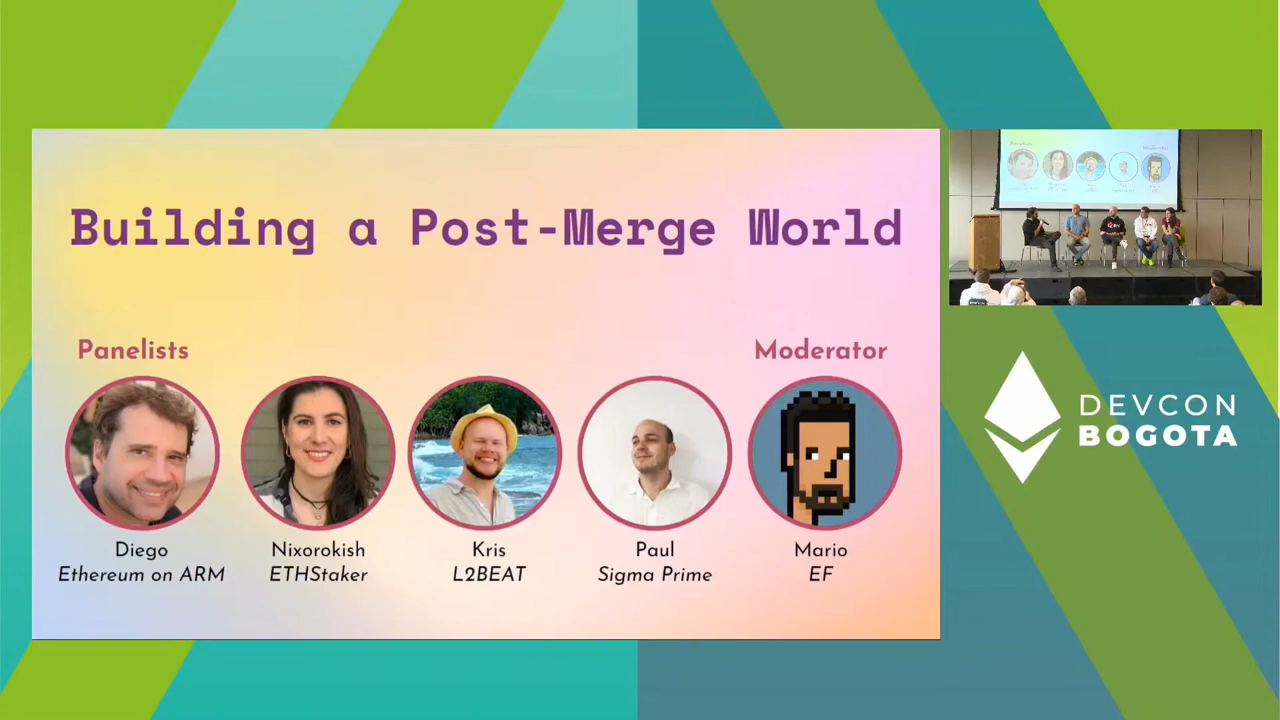 Building a Post-Merge World
Panelists
Moderator
Diego
Ethereum on ARM
Nixorokish
ETHStaker
Kris
L2BEAT
Paul
Sigma Prime
Mario
EF
DEVCON
BOGOTA